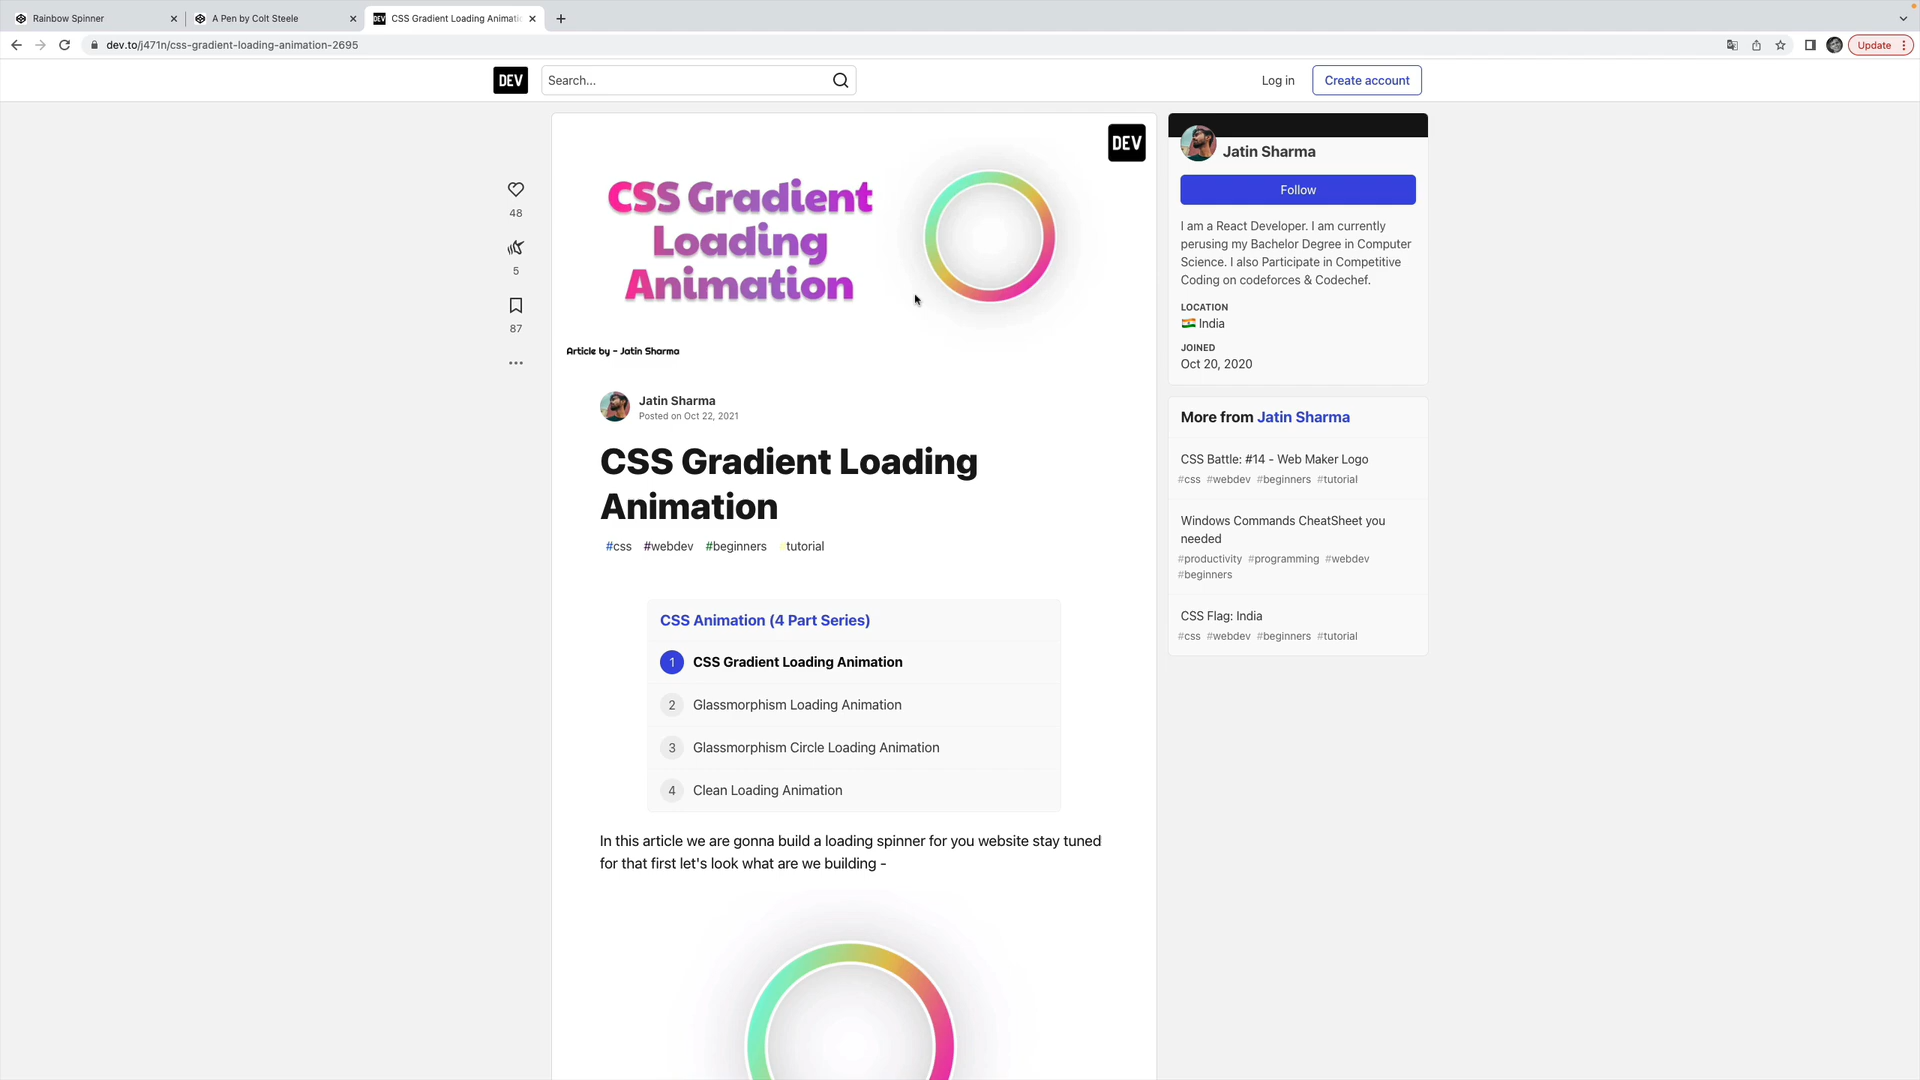 Rainbow Spinner
A Pen by Colt Steele
CSS Gradient Loading Animati
dev.to/j471n/css-gradient-loading-animation-2695
Update
DEV
Search...
Log in
Create account
DEV
CSS Gradient
Loading
Animation
Article by - Jatin Sharma
48
5
87
Jatin Sharma
Posted on Oct 22, 2021
CSS Gradient Loading
Animation
#css #webdev #beginners #tutorial
CSS Animation (4 Part Series)
1 CSS Gradient Loading Animation
2 Glassmorphism Loading Animation
3 Glassmorphism Circle Loading Animation
4 Clean Loading Animation
In this article we are gonna build a loading spinner for you website stay tuned
for that first let's look what are we building -
Jatin Sharma
Follow
I am a React Developer. I am currently
perusing my Bachelor Degree in Computer
Science. I also Participate in Competitive
Coding on codeforces & Codechef.
LOCATION
India
JOINED
Oct 20, 2020
More from Jatin Sharma
CSS Battle: #14 - Web Maker Logo
#css #webdev #beginners #tutorial
Windows Commands CheatSheet you
needed
#productivity #programming #webdev
#beginners
CSS Flag: India
#css #webdev #beginners #tutorial